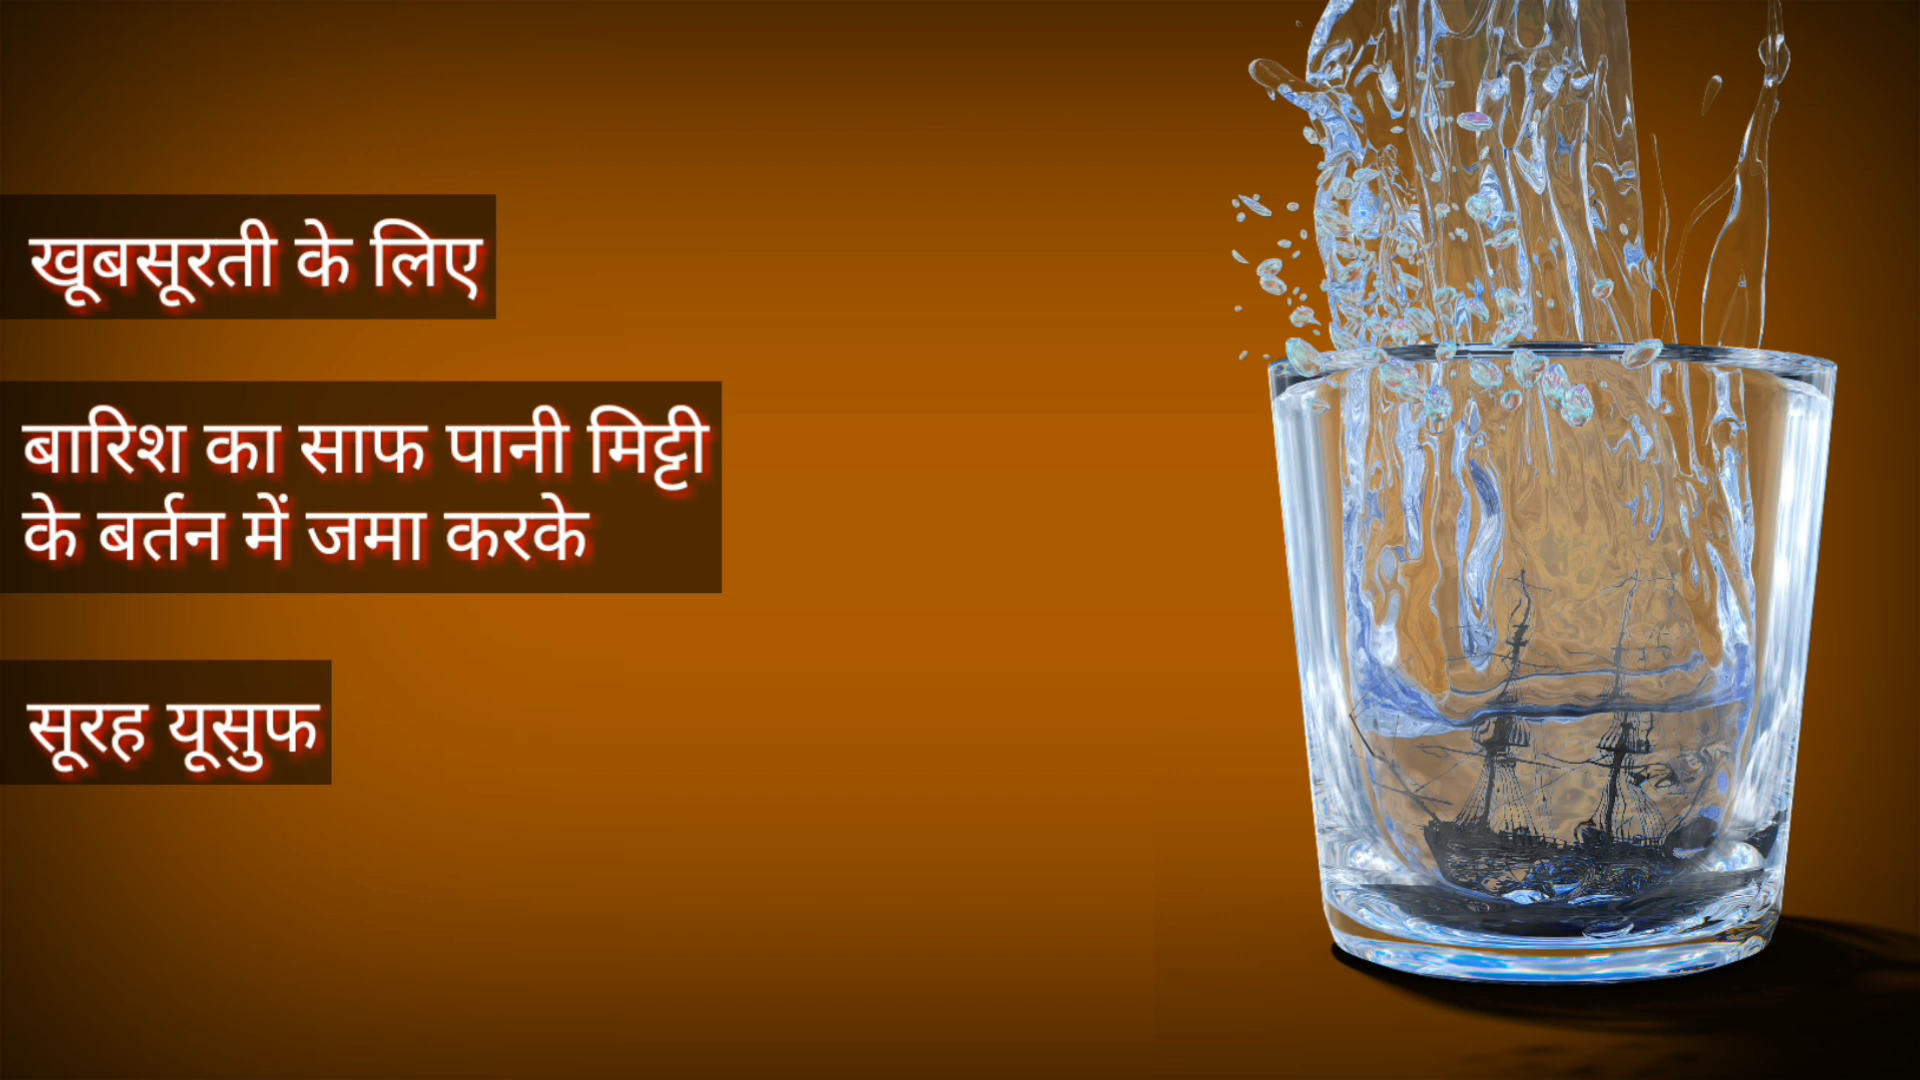 खूबसूरती के लिए
बारिश का साफ पानी मिट्टी
के बर्तन में जमा करके
सूरह यूसुफ